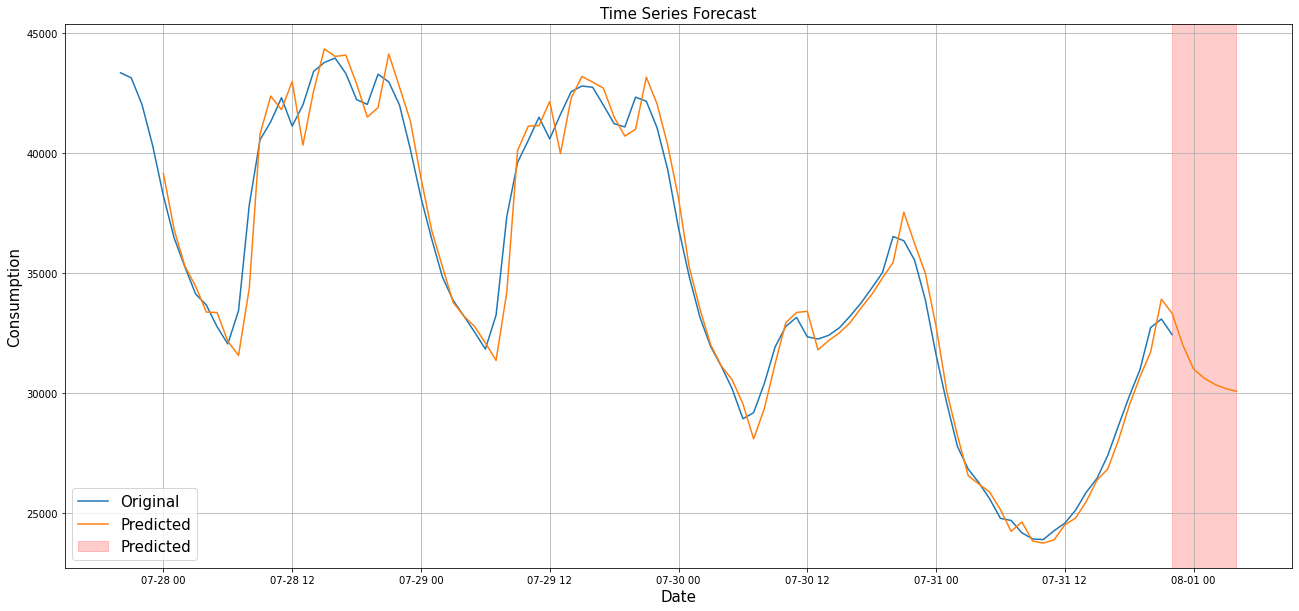 Time Series Forecast
45000
40000
35000
30000
25000
Consumption
Original
Predicted
Predicted
07-28 00
07-28 12
07-29 00
07-29 12
07-30 00
07-30 12
07-31 00
07-31 12
08-01 00
Date